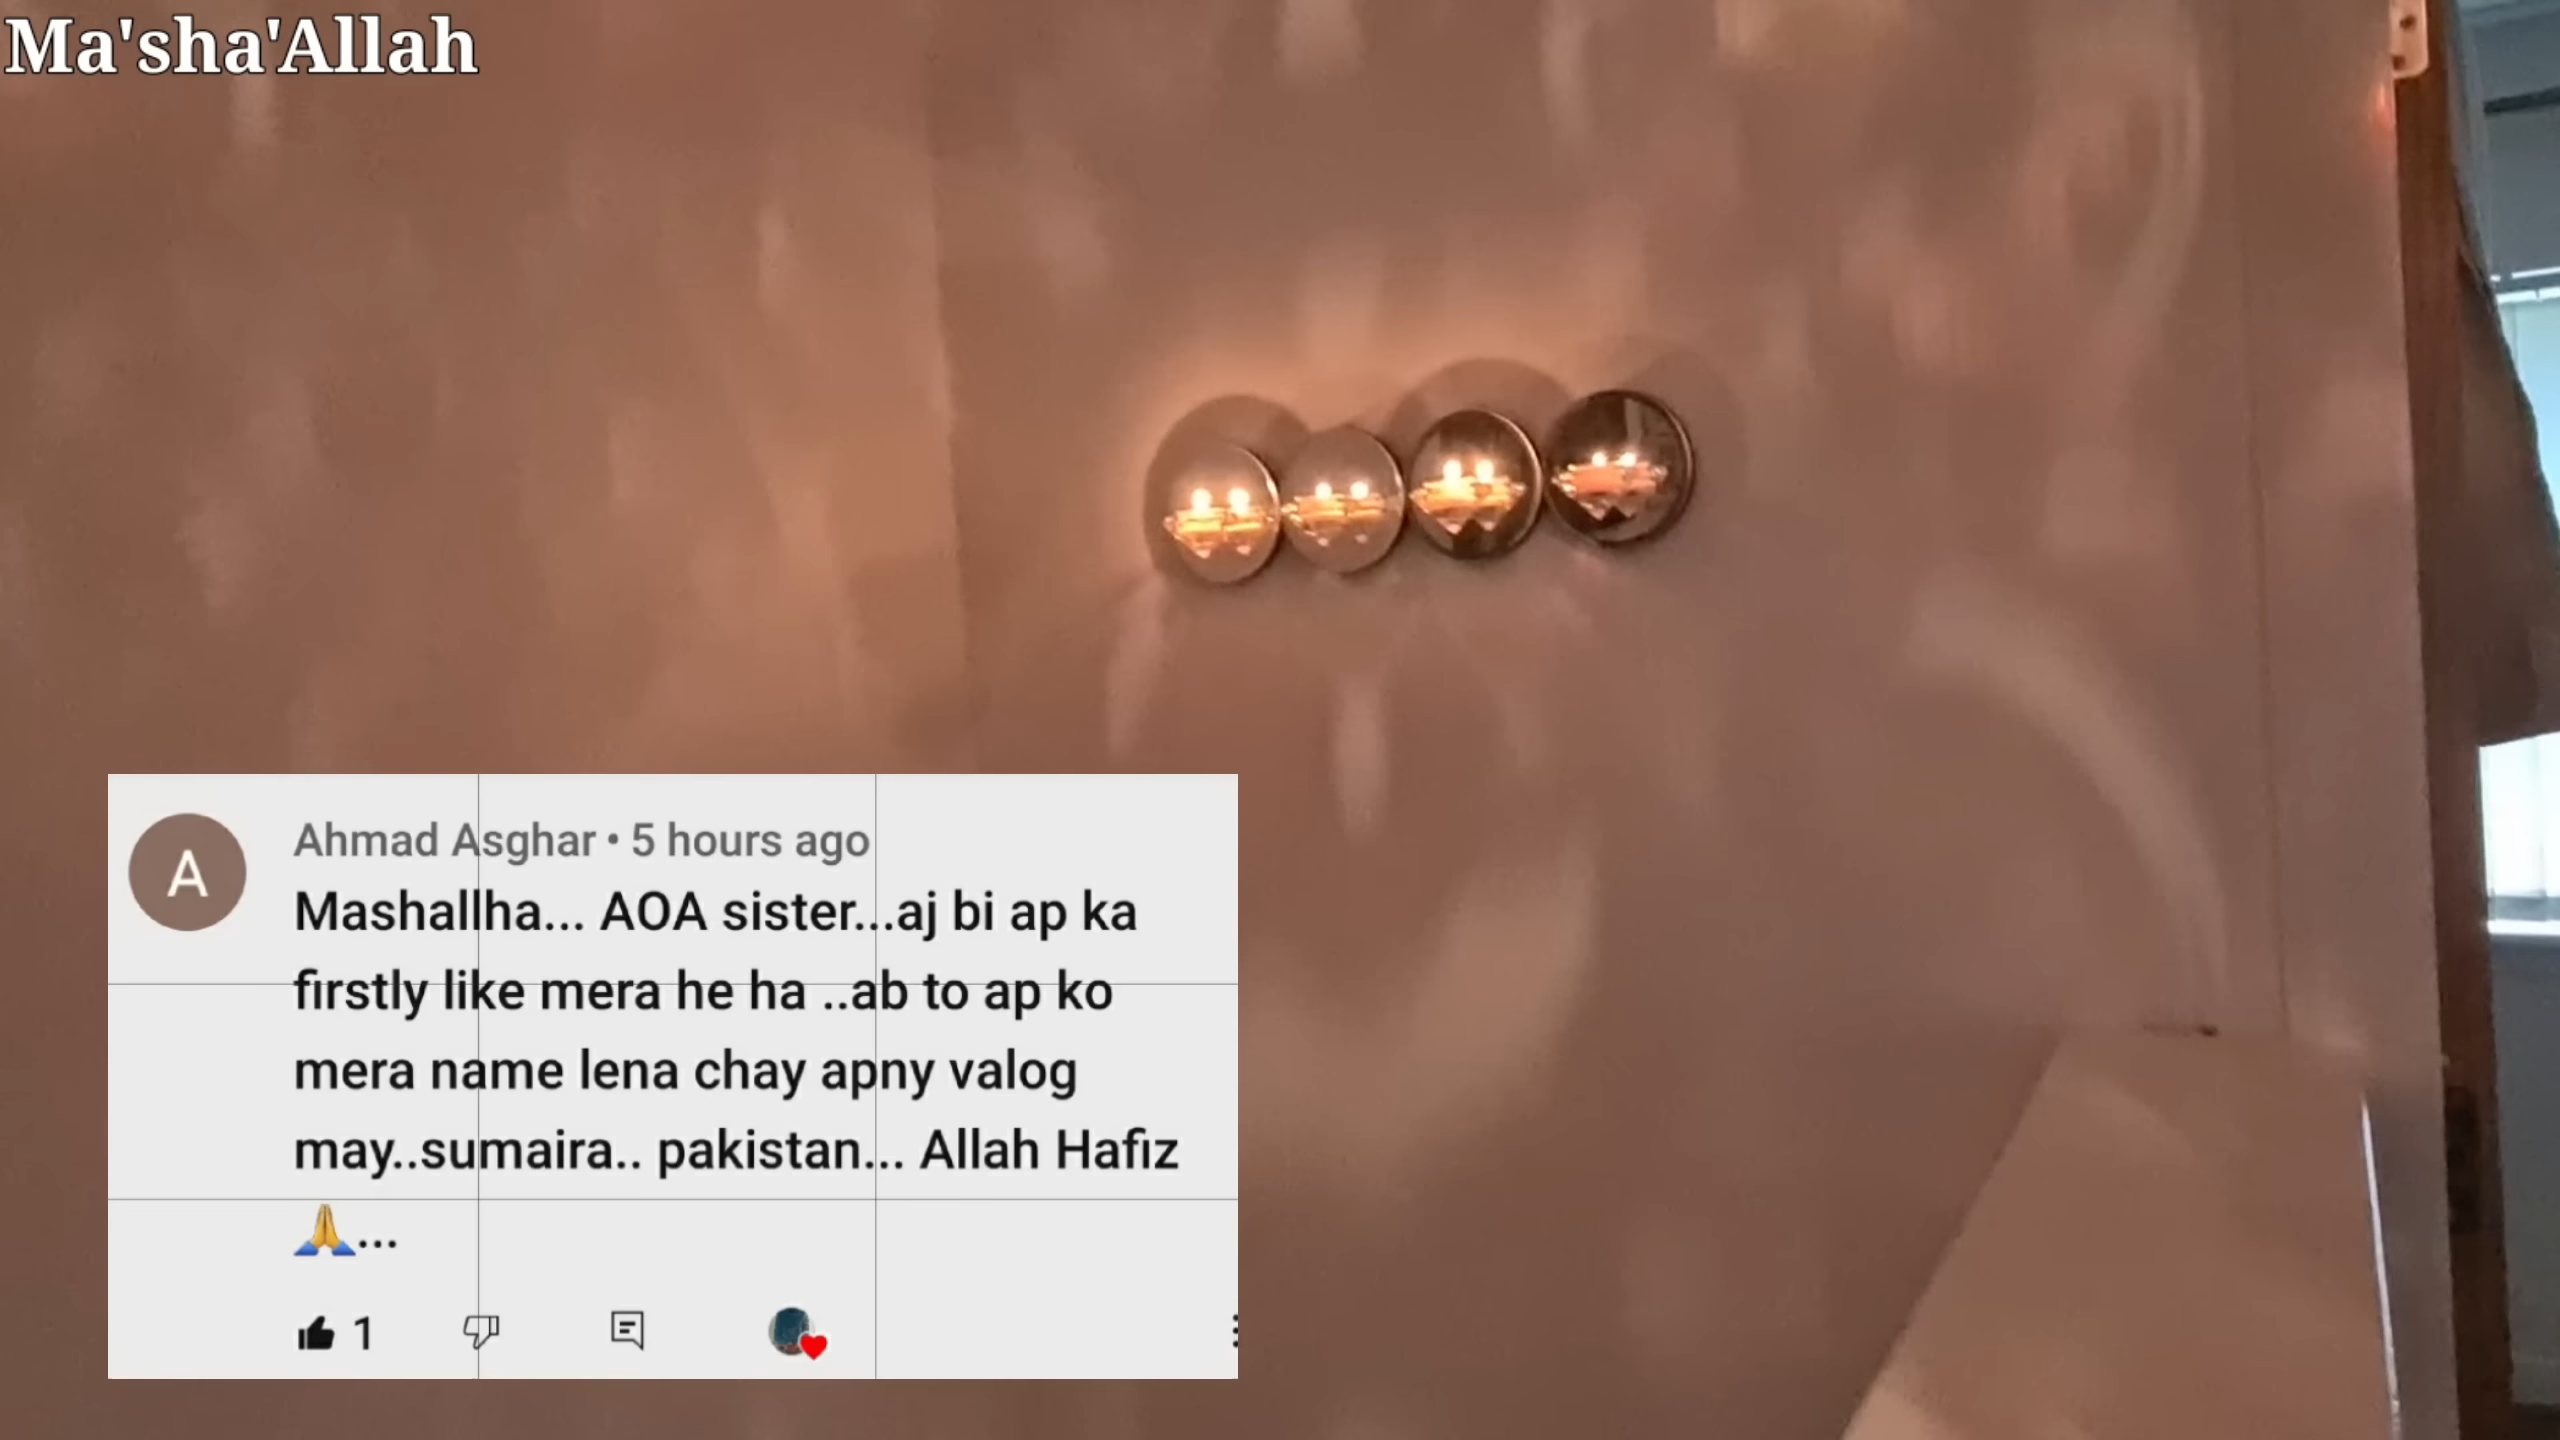 Ma'sha'Allah
A
Ahmad Asghar • 5 hours ago
Mashallha... AOA sister...aj bi ap ka
firstly like mera he ha ..ab to ap ko
mera name lena chay apny valog
may..sumaira.. pakistan... Allah Hafiz
🙏...
1